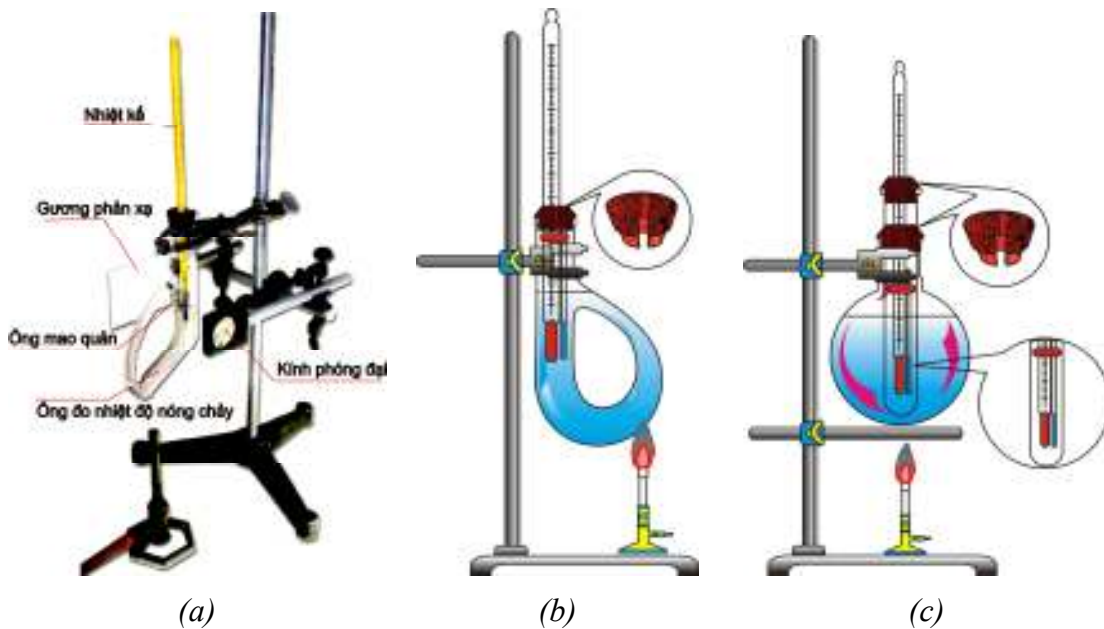 Nhiệt kế
Gương phản xạ
Ống mao quản
Kính phóng đại
Ống đo nhiệt độ nóng chảy
(a)
(b)
(c)